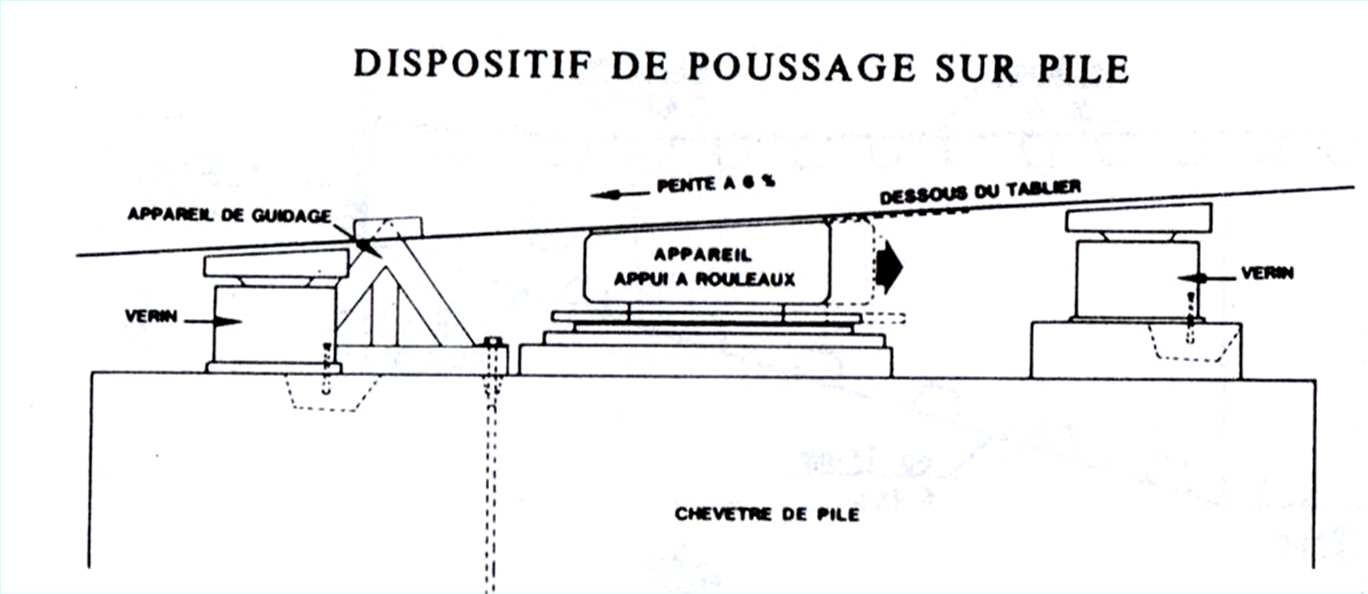 DISPOSITIF DE POUSSAGE SUR PILE
PENTE A 6 %
DESSOUS DU TABLIER
APPAREIL DE GUIDAGE
APPAREIL
APPUI A ROULEAUX
VERIN
VERIN
CHEVETRE DE PILE